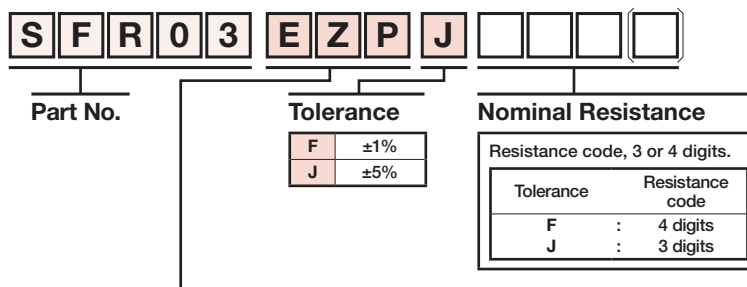 S F R 0 3 E Z P J
Part No. Tolerance Nominal Resistance
F ±1%
J ±5%
Resistance code, 3 or 4 digits.
Tolerance Resistance code
F : 4 digits
J : 3 digits